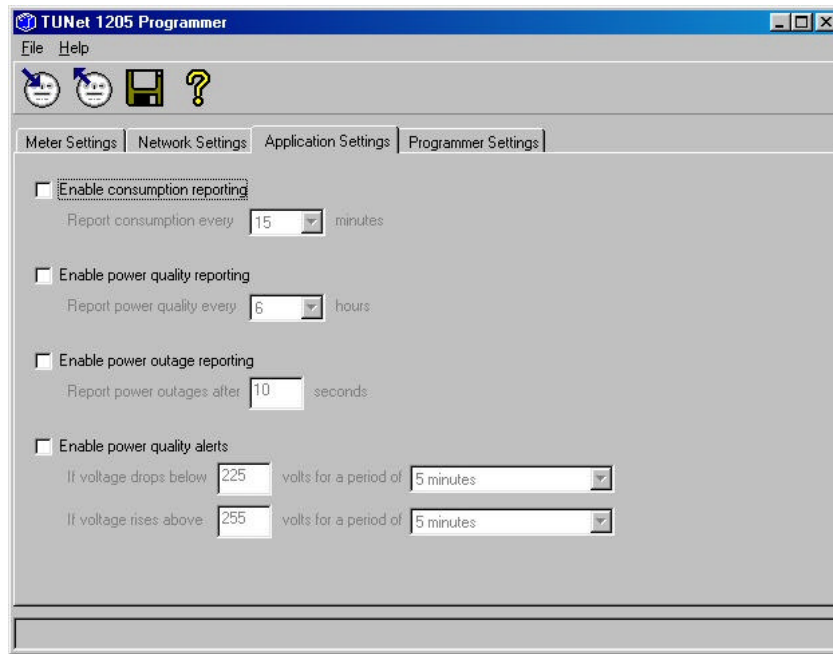 TUNet 1205 Programmer
File Help
Meter Settings Network Settings Application Settings Programmer Settings
Enable consumption reporting
Report consumption every 15 minutes
Enable power quality reporting
Report power quality every 6 hours
Enable power outage reporting
Report power outages after 10 seconds
Enable power quality alerts
If voltage drops below 225 volts for a period of 5 minutes
If voltage rises above 255 volts for a period of 5 minutes